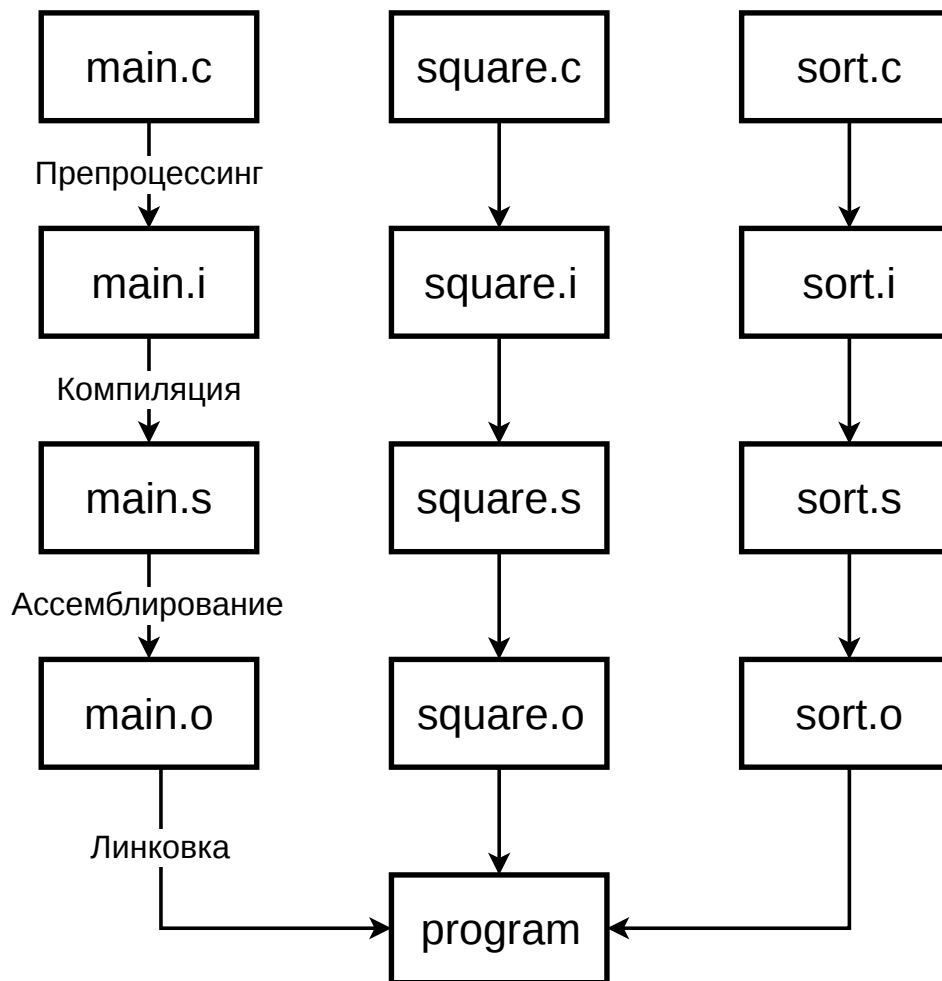 main.c
square.c
sort.c
Препроцессинг
main.i
square.i
sort.i
Компиляция
main.s
square.s
sort.s
Ассемблирование
main.o
square.o
sort.o
Линковка
program